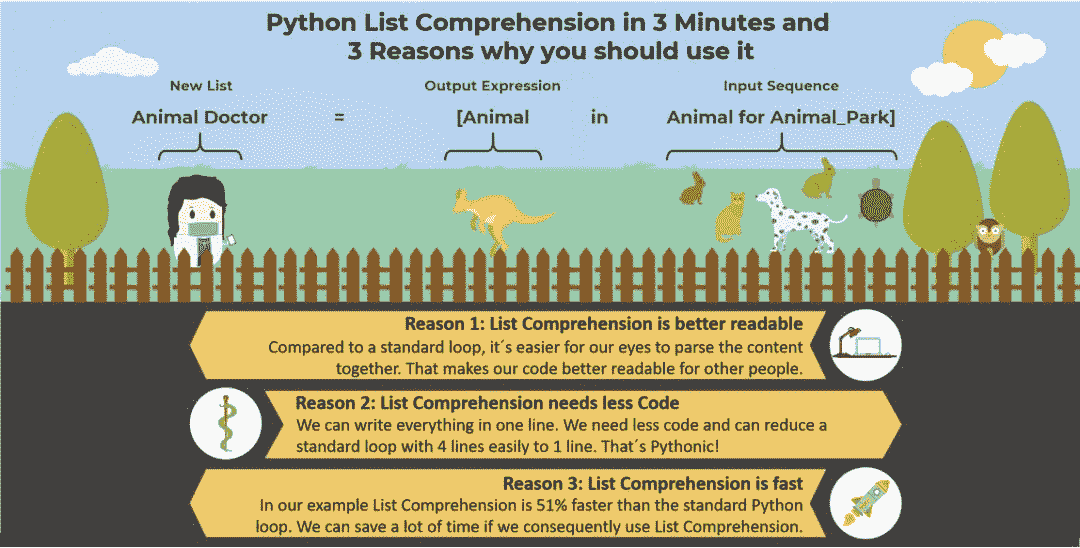 Python List Comprehension in 3 Minutes and
3 Reasons why you should use it
New List Output Expression Input Sequence
Animal Doctor = [Animal in Animal for Animal_Park]
Reason 1: List Comprehension is better readable
Compared to a standard loop, it´s easier for our eyes to parse the content
together. That makes our code better readable for other people.
Reason 2: List Comprehension needs less Code
We can write everything in one line. We need less code and can reduce a
standard loop with 4 lines easily to 1 line. That´s Pythonic!
Reason 3: List Comprehension is fast
In our example List Comprehension is 51% faster than the standard Python
loop. We can save a lot of time if we consequently use List Comprehension.